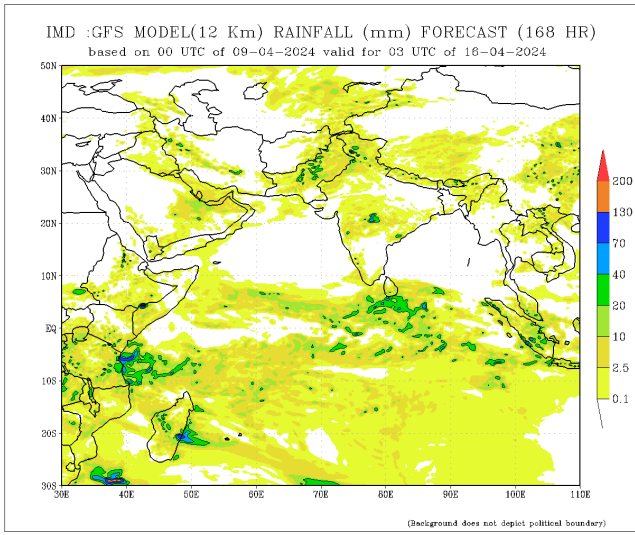 IMD :GFS MODEL(12 Km) RAINFALL (mm) FORECAST (168 HR)
based on 00 UTC of 09-04-2024 valid for 03 UTC of 16-04-2024
50N
40N
30N
20N
10N
EQ
10S
20S
30S
30E 40E 50E 60E 70E 80E 90E 100E 110E
200
130
70
40
20
10
2.5
0.1
(Background does not depict political boundary)